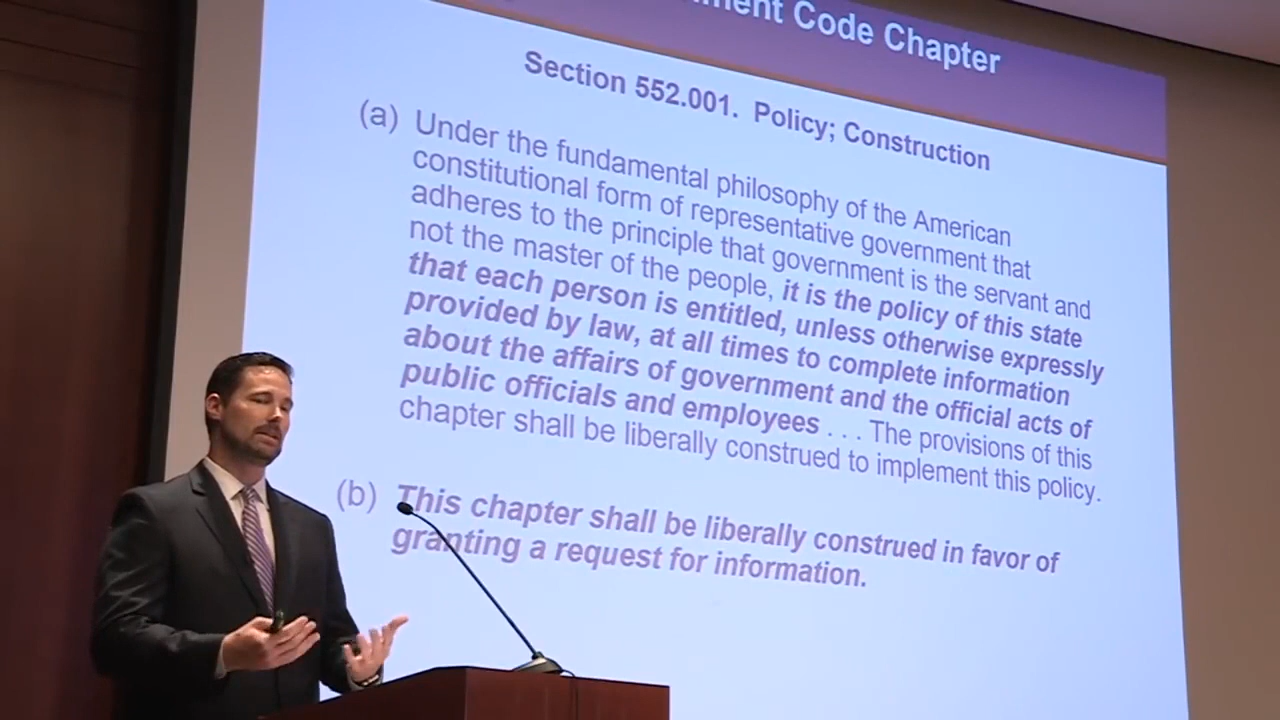 Code Chapter
Section 552.001. Policy; Construction
(a) Under the fundamental philosophy of the American
constitutional form of representative government that
adheres to the principle that government is the servant and
not the master of the people, it is the policy of this state
that each person is entitled, unless otherwise expressly
provided by law, at all times to complete information
about the affairs of government and the official acts of
public officials and employees . . . The provisions of this
chapter shall be liberally construed to implement this policy.
(b) This chapter shall be liberally construed in favor of
granting a request for information.